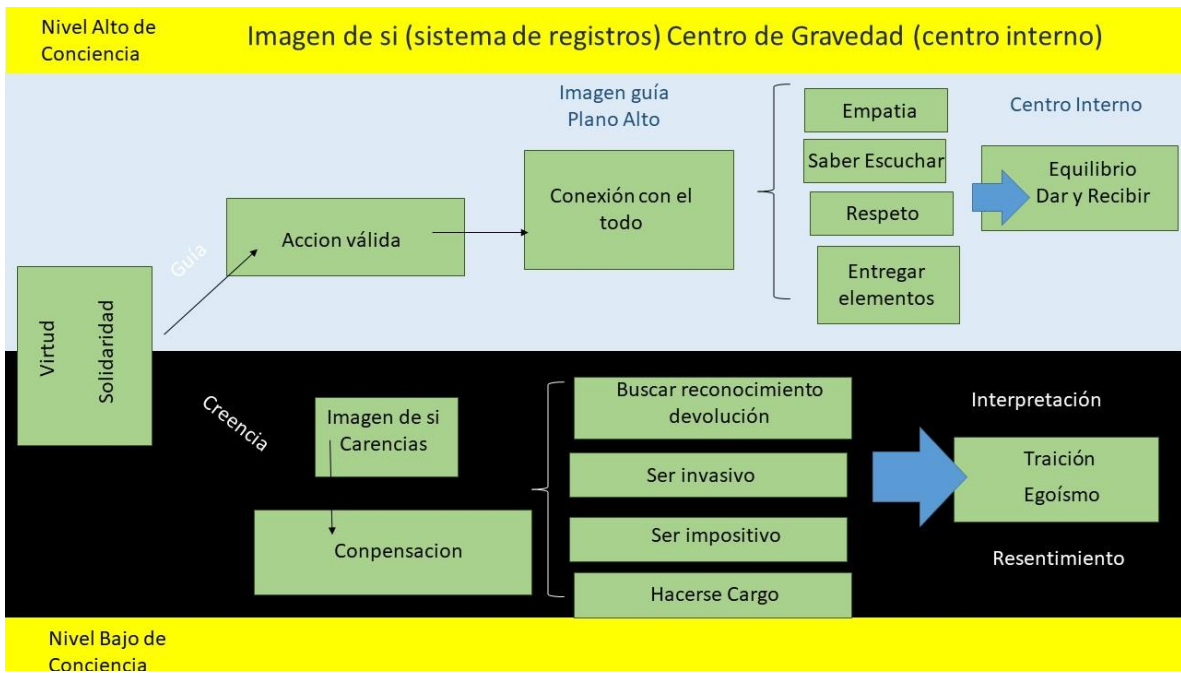 Nivel Alto de
Conciencia
Imagen de si (sistema de registros) Centro de Gravedad (centro interno)
Imagen guía
Plano Alto
Empatia
Saber Escuchar
Respeto
Entregar
elementos
Centro Interno
Equilibrio
Dar y Recibir
Conexión con el
todo
Accion válida
Guía
Virtud
Solidaridad
Creencia
Imagen de si
Carencias
Conpensacion
Buscar reconocimiento
devolución
Ser invasivo
Ser impositivo
Hacerse Cargo
Interpretación
Traición
Egoísmo
Resentimiento
Nivel Bajo de
Conciencia